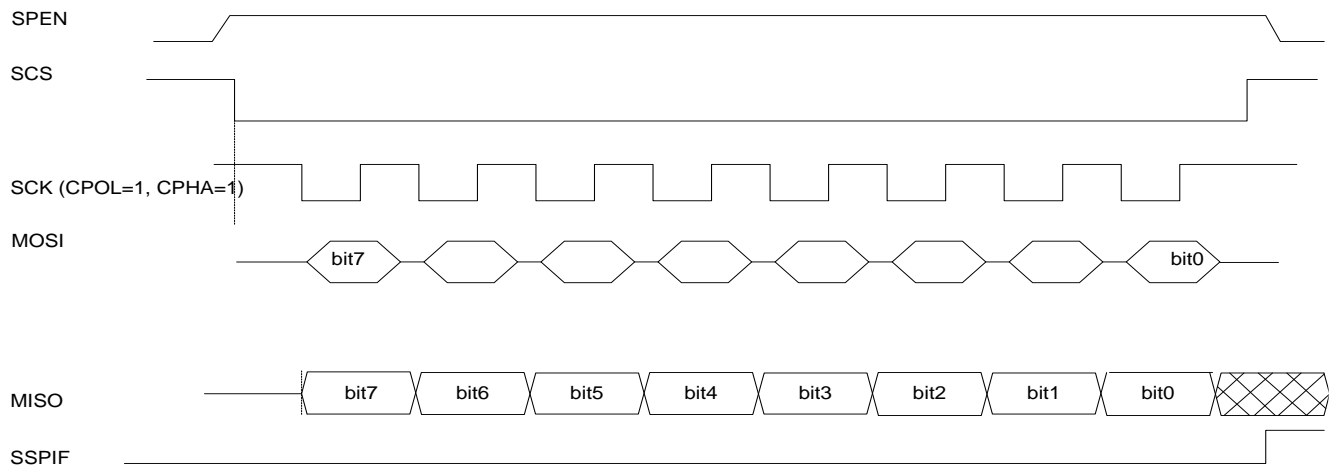 SPEN
SCS
SCK (CPOL=1, CPHA=1)
MOSI
bit7
bit0
MISO
bit7
bit6
bit5
bit4
bit3
bit2
bit1
bit0
SSPIF